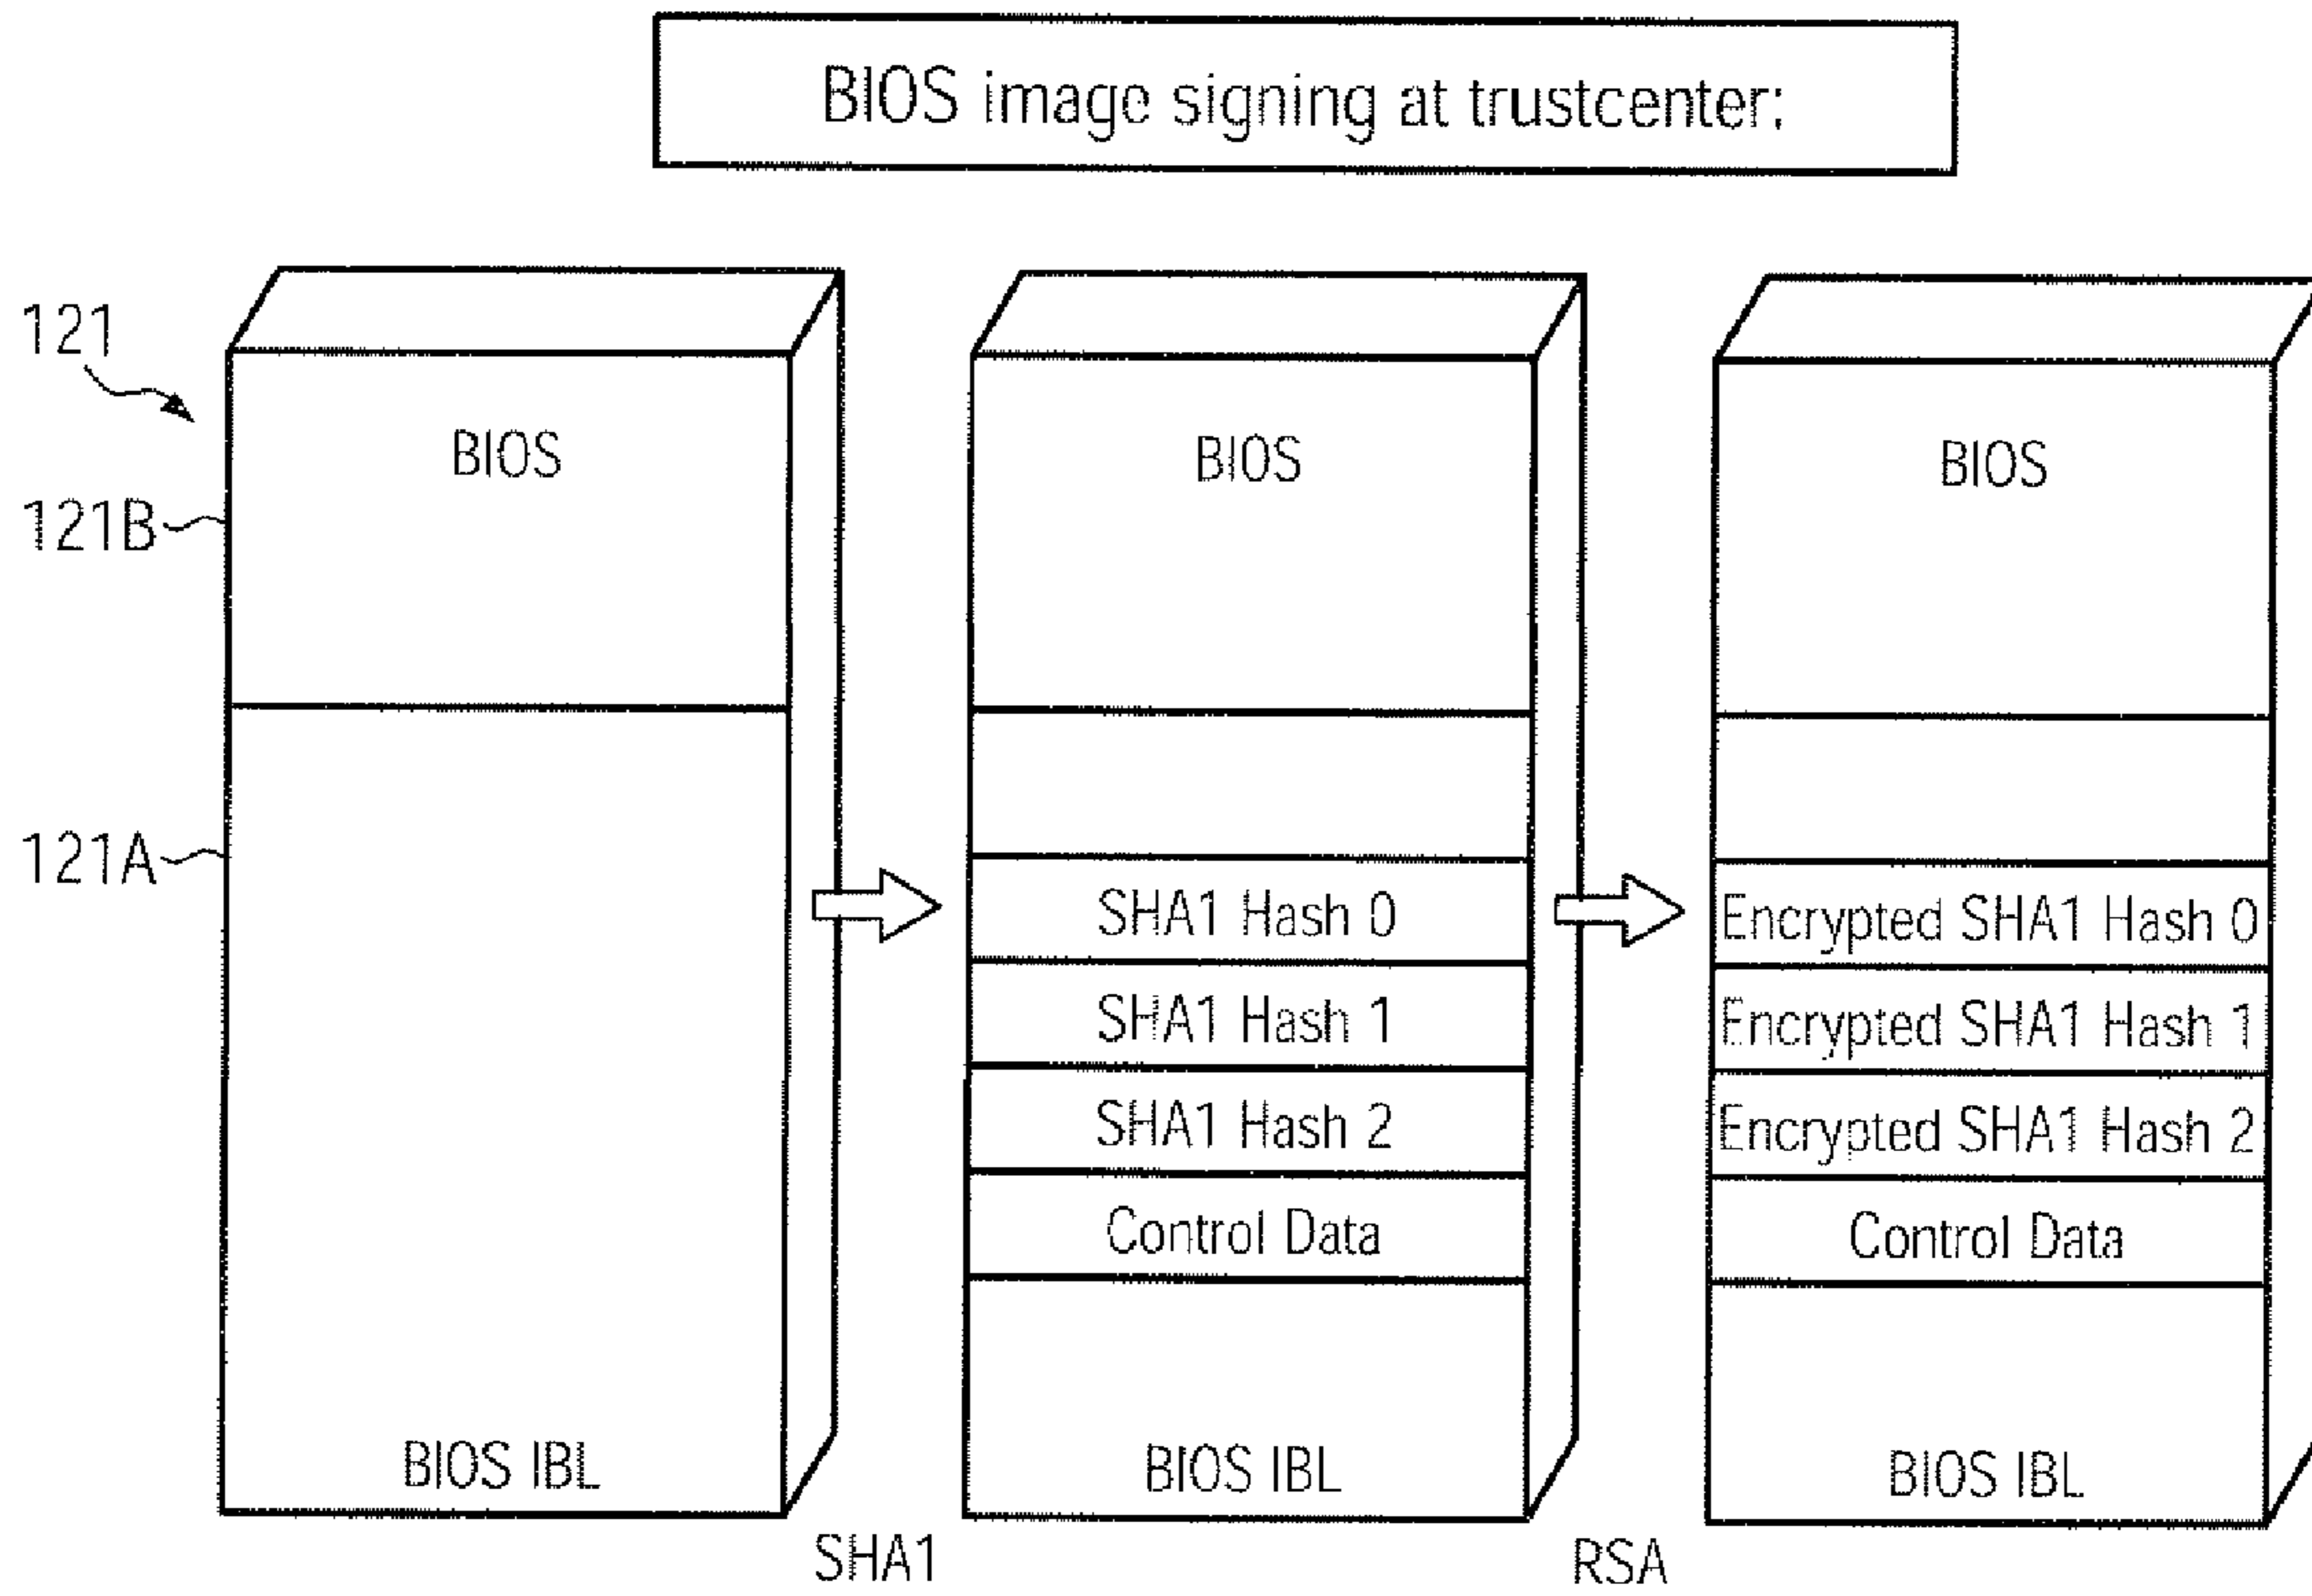 BIOS image signing at trustcenter:
121
121B
121A
BIOS
BIOS IBL
SHA1
BIOS
SHA1 Hash 0
SHA1 Hash 1
SHA1 Hash 2
Control Data
BIOS IBL
RSA
BIOS
Encrypted SHA1 Hash 0
Encrypted SHA1 Hash 1
Encrypted SHA1 Hash 2
Control Data
BIOS IBL